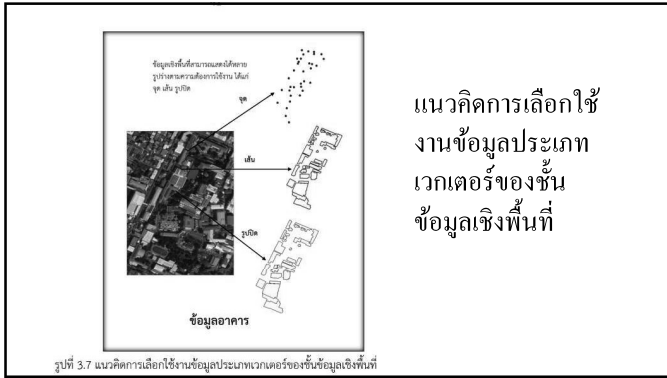 ข้อมูลเชิงพื้นที่สามารถแสดงได้หลาย
รูปร่างตามความต้องการใช้งาน ได้แก่
จุด เส้น รูปปิด
จุด
เส้น
รูปปิด
ข้อมูลอาคาร
รูปที่ 3.7 แนวคิดการเลือกใช้งานข้อมูลประเภทเวกเตอร์ของชั้นข้อมูลเชิงพื้นที่
แนวคิดการเลือกใช้
งานข้อมูลประเภท
เวกเตอร์ของชั้น
ข้อมูลเชิงพื้นที่